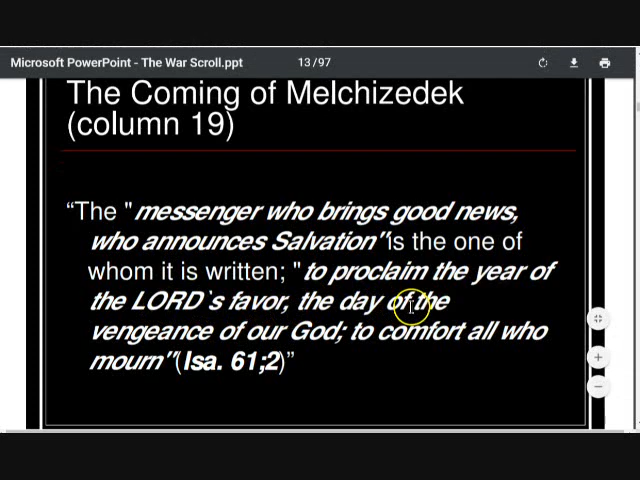 Microsoft PowerPoint - The War Scroll.ppt 13/97
The Coming of Melchizedek
(column 19)
“The " messenger who brings good news,
who announces Salvation”is the one of
whom it is written; " to proclaim the year of
the LORD`s favor, the day of the
vengeance of our God; to comfort all who
mourn”(Isa. 61;2)”